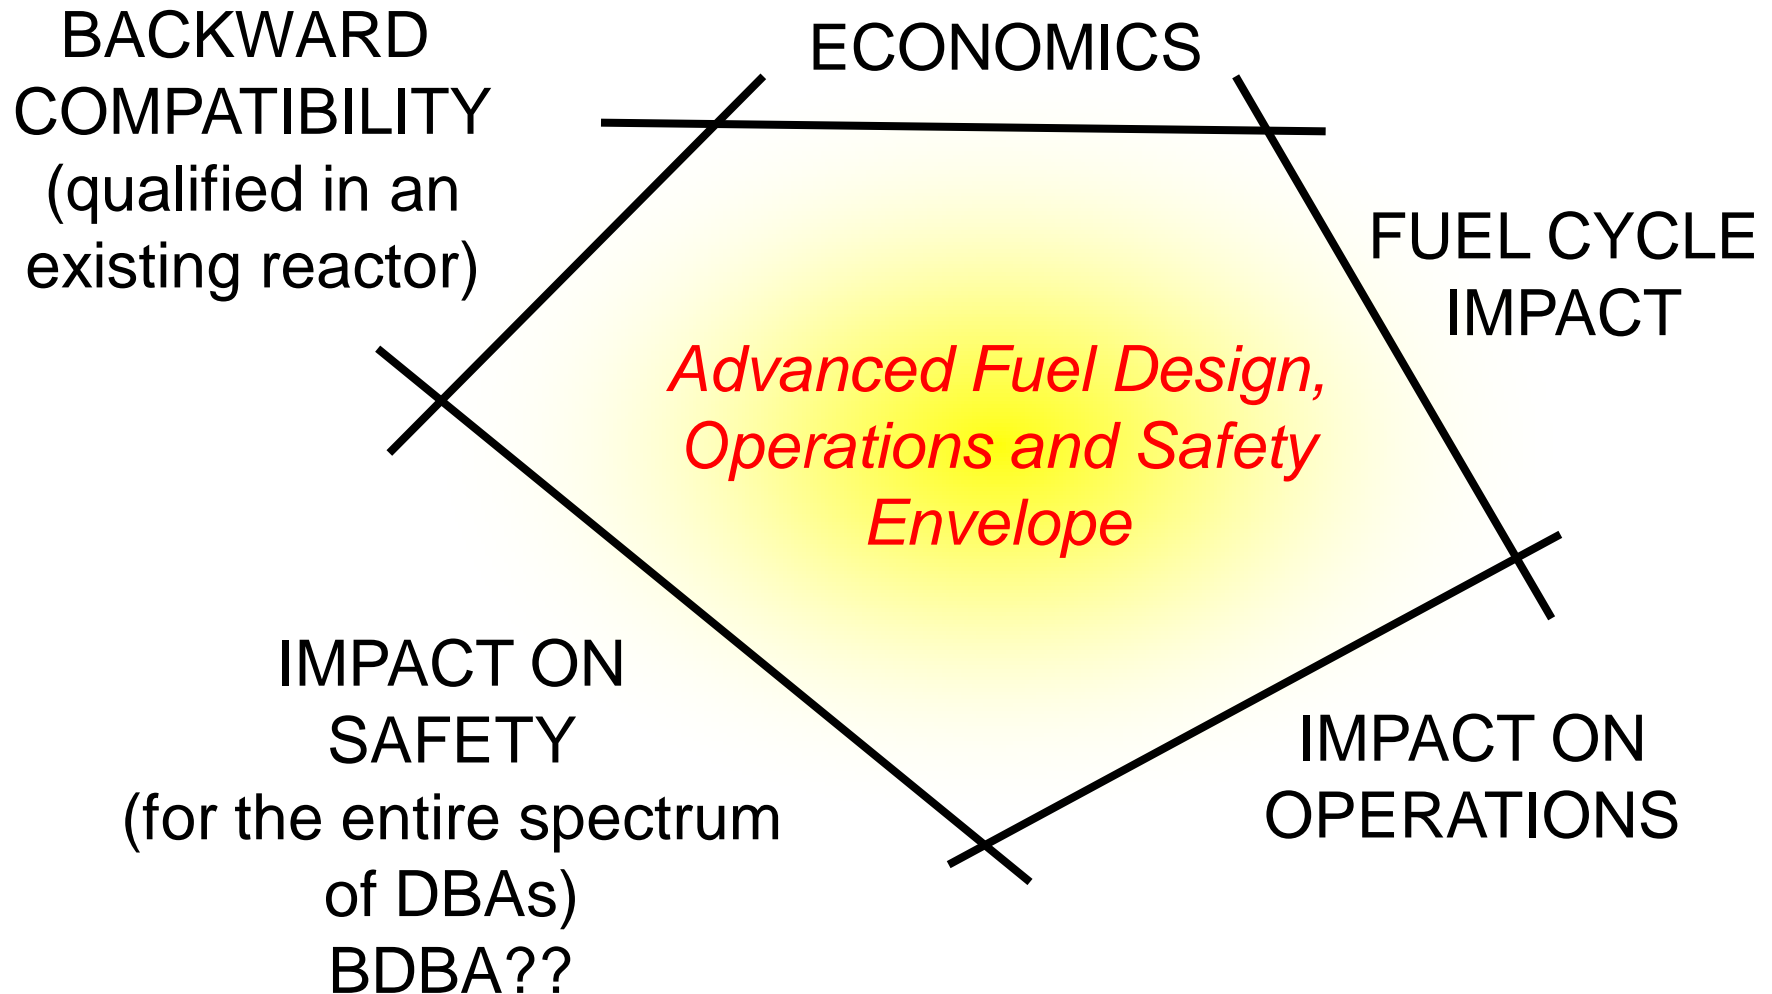 BACKWARD
COMPATIBILITY
(qualified in an
existing reactor)
ECONOMICS
FUEL CYCLE
IMPACT
Advanced Fuel Design,
Operations and Safety
Envelope
IMPACT ON
SAFETY
(for the entire spectrum
of DBAs)
BDBA??
IMPACT ON
OPERATIONS